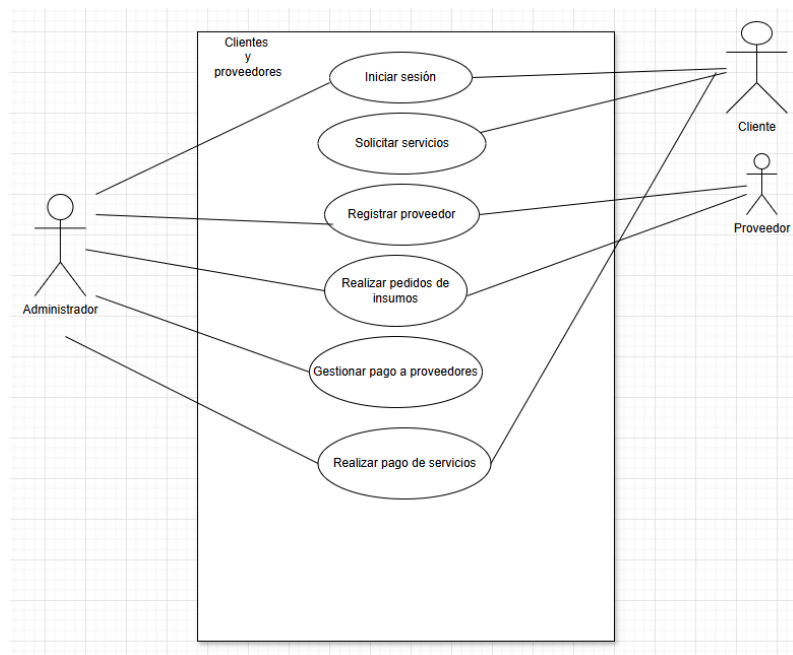 Clientes
y
proveedores
Iniciar sesión
Cliente
Solicitar servicios
Registrar proveedor
Proveedor
Realizar pedidos de
insumos
Administrador
Gestionar pago a proveedores
Realizar pago de servicios